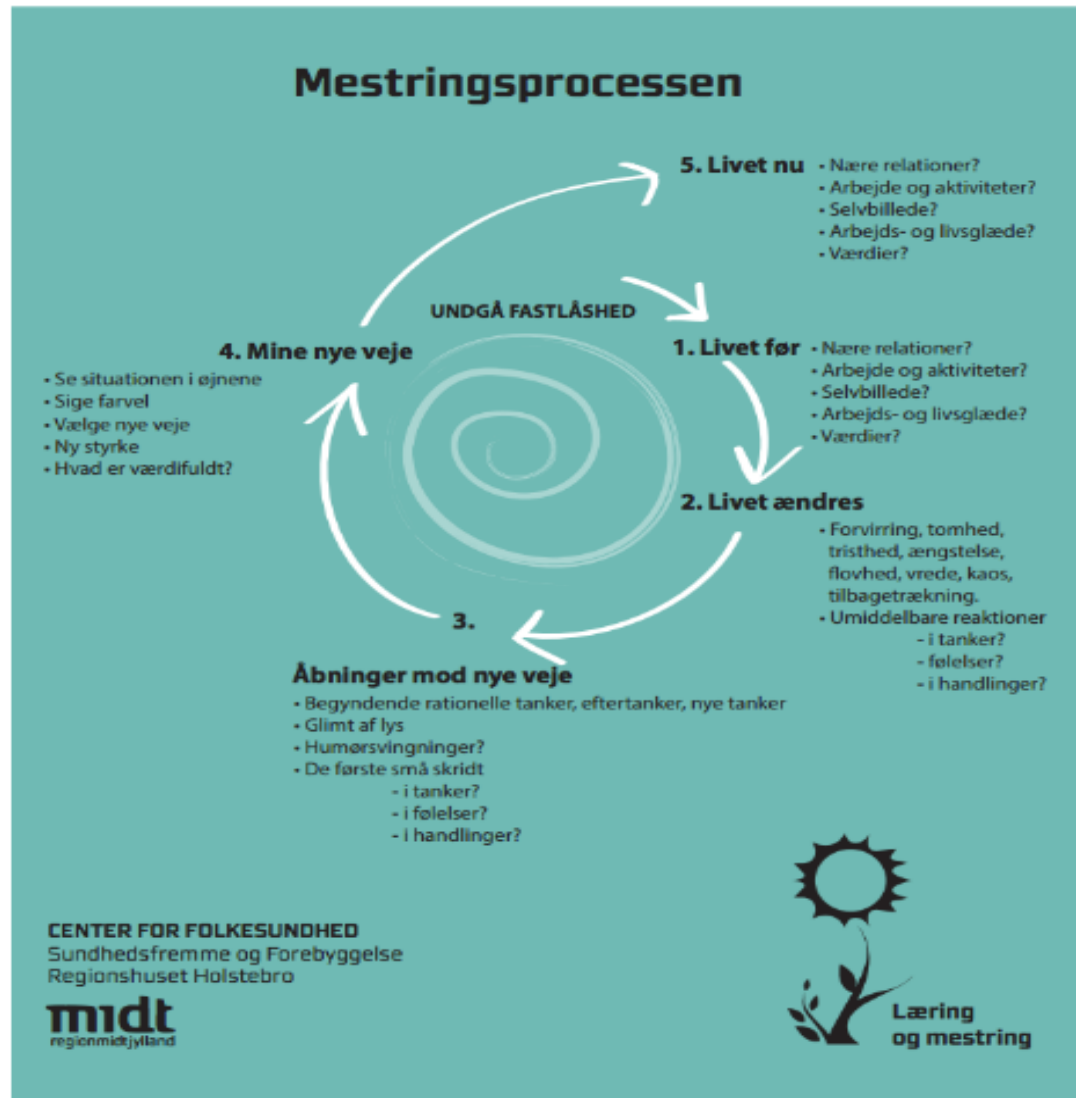 Mestringsprocessen
5. Livet nu
• Nære relationer?
• Arbejde og aktiviteter?
• Selvbillede?
• Arbejds- og livsglæde?
• Værdier?
UNDGÅ FASTLÅSHED
1. Livet før
• Nære relationer?
• Arbejde og aktiviteter?
• Selvbillede?
• Arbejds- og livsglæde?
• Værdier?
2. Livet ændres
• Forvirring, tomhed,
tristhed, ængstelse,
flovhed, vrede, kaos,
tilbagetrækning.
• Umiddelbare reaktioner
- i tanker?
- følelser?
- i handlinger?
3.
Åbninger mod nye veje
• Begyndende rationelle tanker, eftertanker, nye tanker
• Glimt af lys
• Humørsvingninger?
• De første små skridt
- i tanker?
- i følelser?
- i handlinger?
4. Mine nye veje
• Se situationen i øjnene
• Sige farvel
• Vælge nye veje
• Ny styrke
• Hvad er værdifuldt?
CENTER FOR FOLKESUNDHED
Sundhedsfremme og Forebyggelse
Regionshuset Holstebro
midt
regionmidtjylland
Læring
og mestring